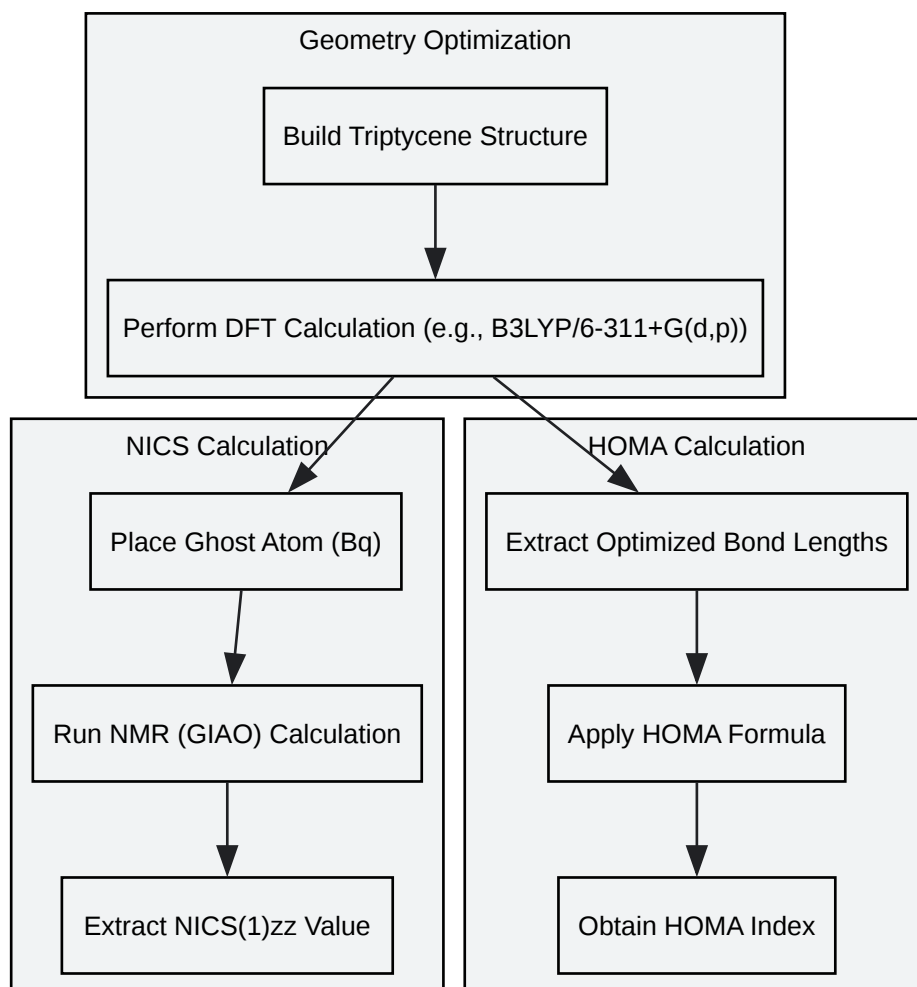 Geometry Optimization
Build Triptycene Structure
Perform DFT Calculation (e.g., B3LYP/6-311+G(d,p))
NICS Calculation
Place Ghost Atom (Bq)
Run NMR (GIAO) Calculation
Extract NICS(1)zz Value
HOMA Calculation
Extract Optimized Bond Lengths
Apply HOMA Formula
Obtain HOMA Index